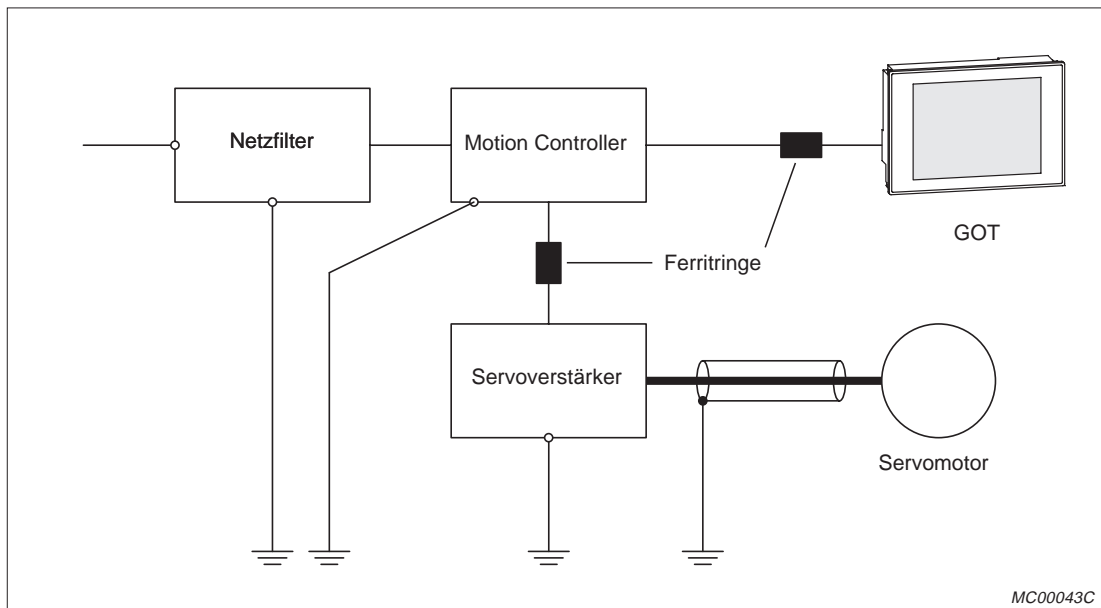 Netzfilter
Motion Controller
GOT
Ferritringe
Servoverstärker
Servomotor
MC00043C